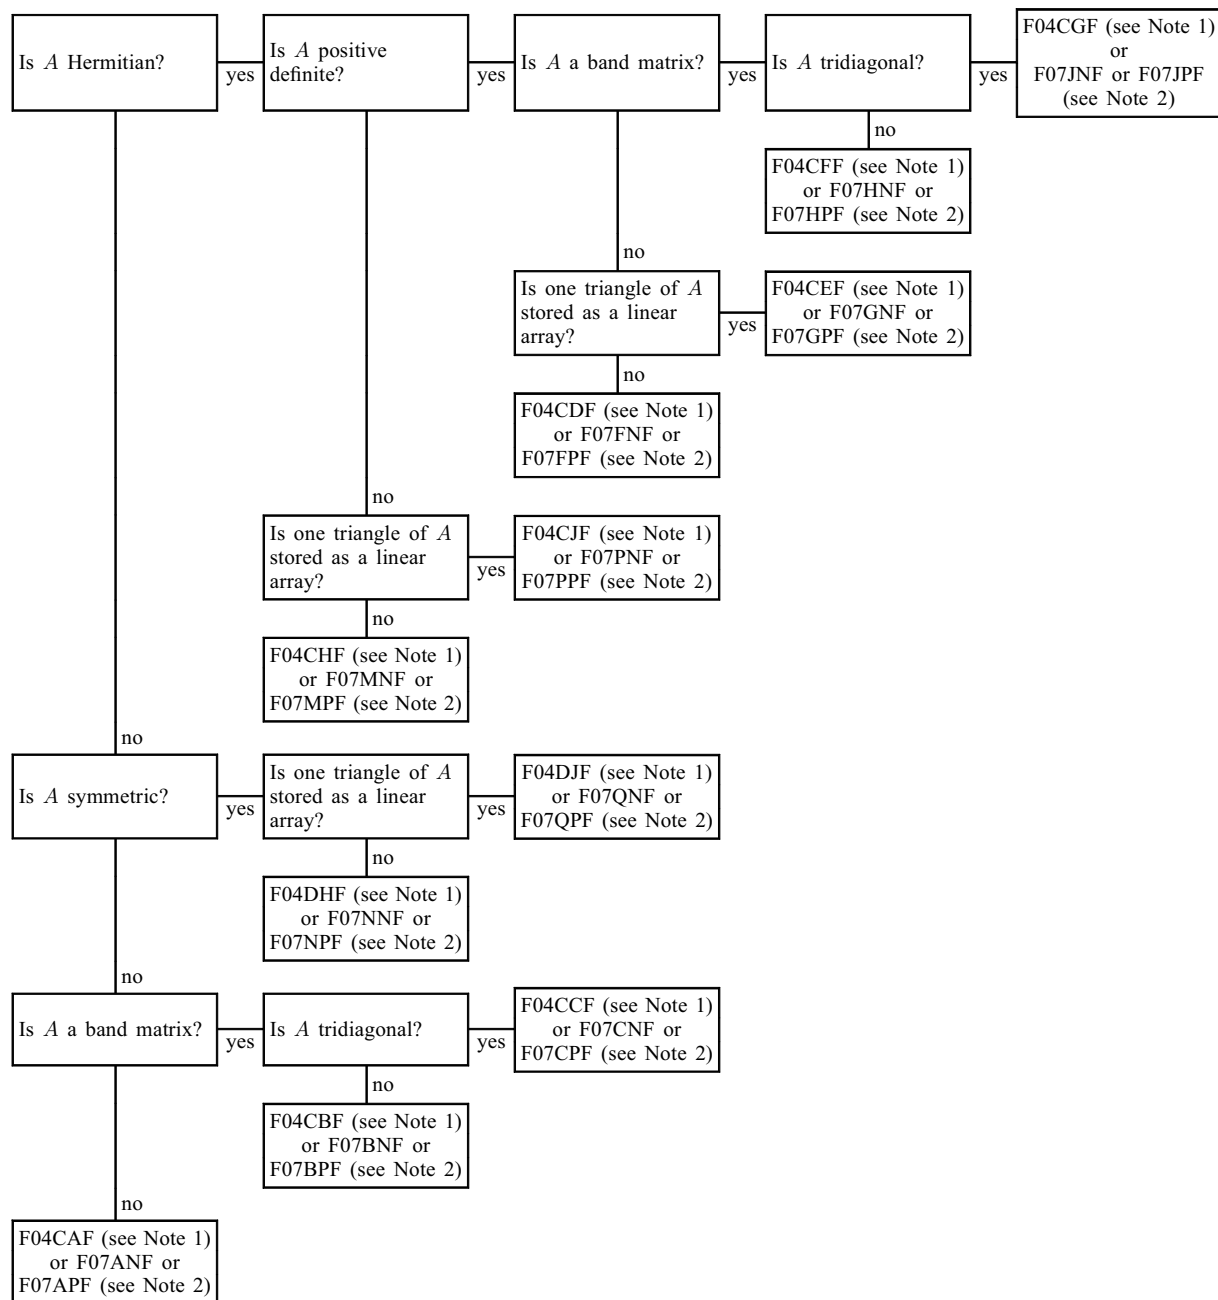 Is A Hermitian?
yes
Is A positive
definite?
yes
Is A a band matrix?
yes
Is A tridiagonal?
yes
F04CGF (see Note 1)
or
F07JNF or F07JPF
(see Note 2)
no
F04CFF (see Note 1)
or F07HNF or
F07HPF (see Note 2)
no
Is one triangle of A
stored as a linear
array?
yes
F04CEF (see Note 1)
or F07GNF or
F07GPF (see Note 2)
no
F04CDF (see Note 1)
or F07FNF or
F07FPF (see Note 2)
no
Is one triangle of A
stored as a linear
array?
yes
F04CJF (see Note 1)
or F07PNF or
F07PPF (see Note 2)
no
F04CHF (see Note 1)
or F07MNF or
F07MPF (see Note 2)
no
Is A symmetric?
yes
Is one triangle of A
stored as a linear
array?
yes
F04DJF (see Note 1)
or F07QNF or
F07QPF (see Note 2)
no
F04DHF (see Note 1)
or F07NNF or
F07NPF (see Note 2)
no
Is A a band matrix?
yes
Is A tridiagonal?
yes
F04CCF (see Note 1)
or F07CNF or
F07CPF (see Note 2)
no
F04CBF (see Note 1)
or F07BNF or
F07BPF (see Note 2)
no
F04CAF (see Note 1)
or F07ANF or
F07APF (see Note 2)